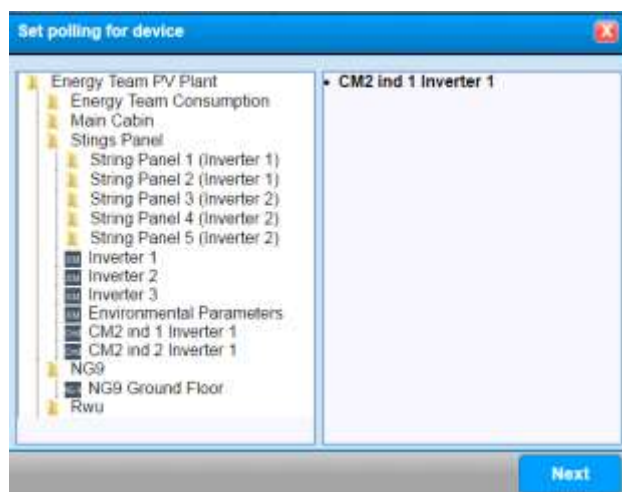 Set polling for device
Energy Team PV Plant
Energy Team Consumption
Main Cabin
Stings Panel
String Panel 1 (Inverter 1)
String Panel 2 (Inverter 1)
String Panel 3 (Inverter 2)
String Panel 4 (Inverter 2)
String Panel 5 (Inverter 2)
Inverter 1
Inverter 2
Inverter 3
Environmental Parameters
CM2 ind 1 Inverter 1
CM2 ind 2 Inverter 1
NG9
NG9 Ground Floor
Rwu
• CM2 ind 1 Inverter 1
Next